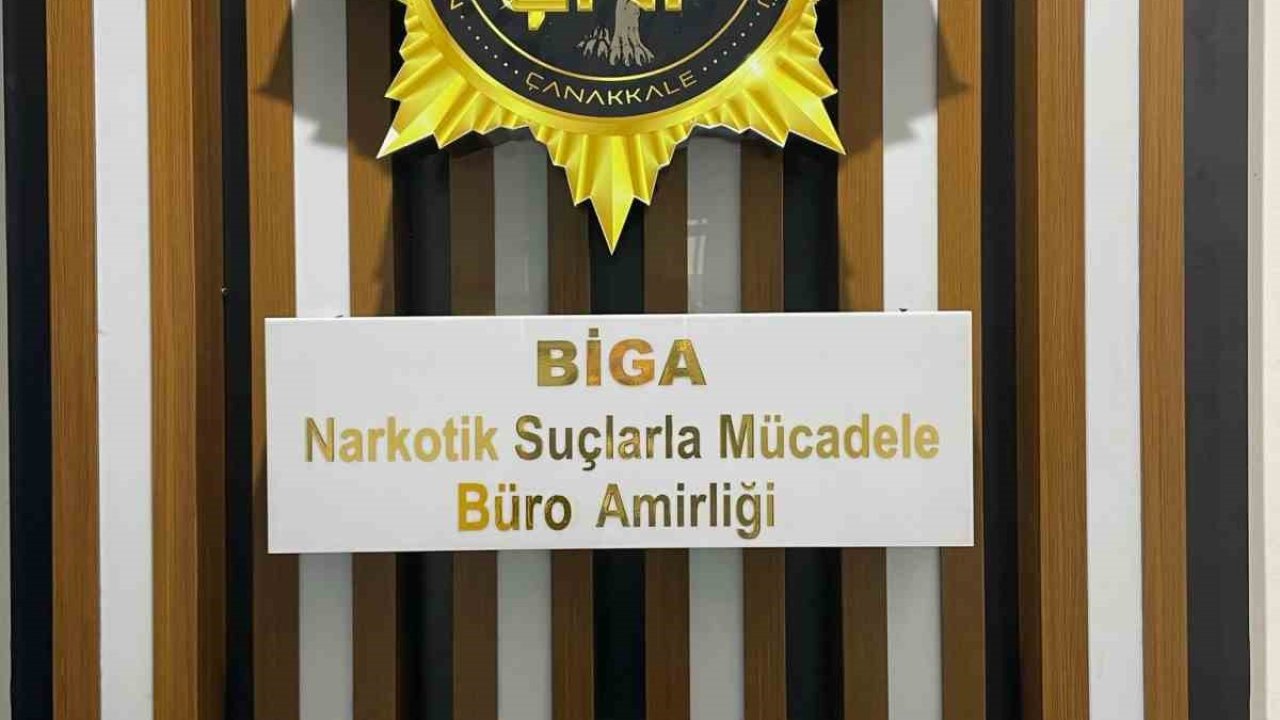 ÇANAKKALE
BİGA
Narkotik Suçlarla Mücadele
Büro Amirliği